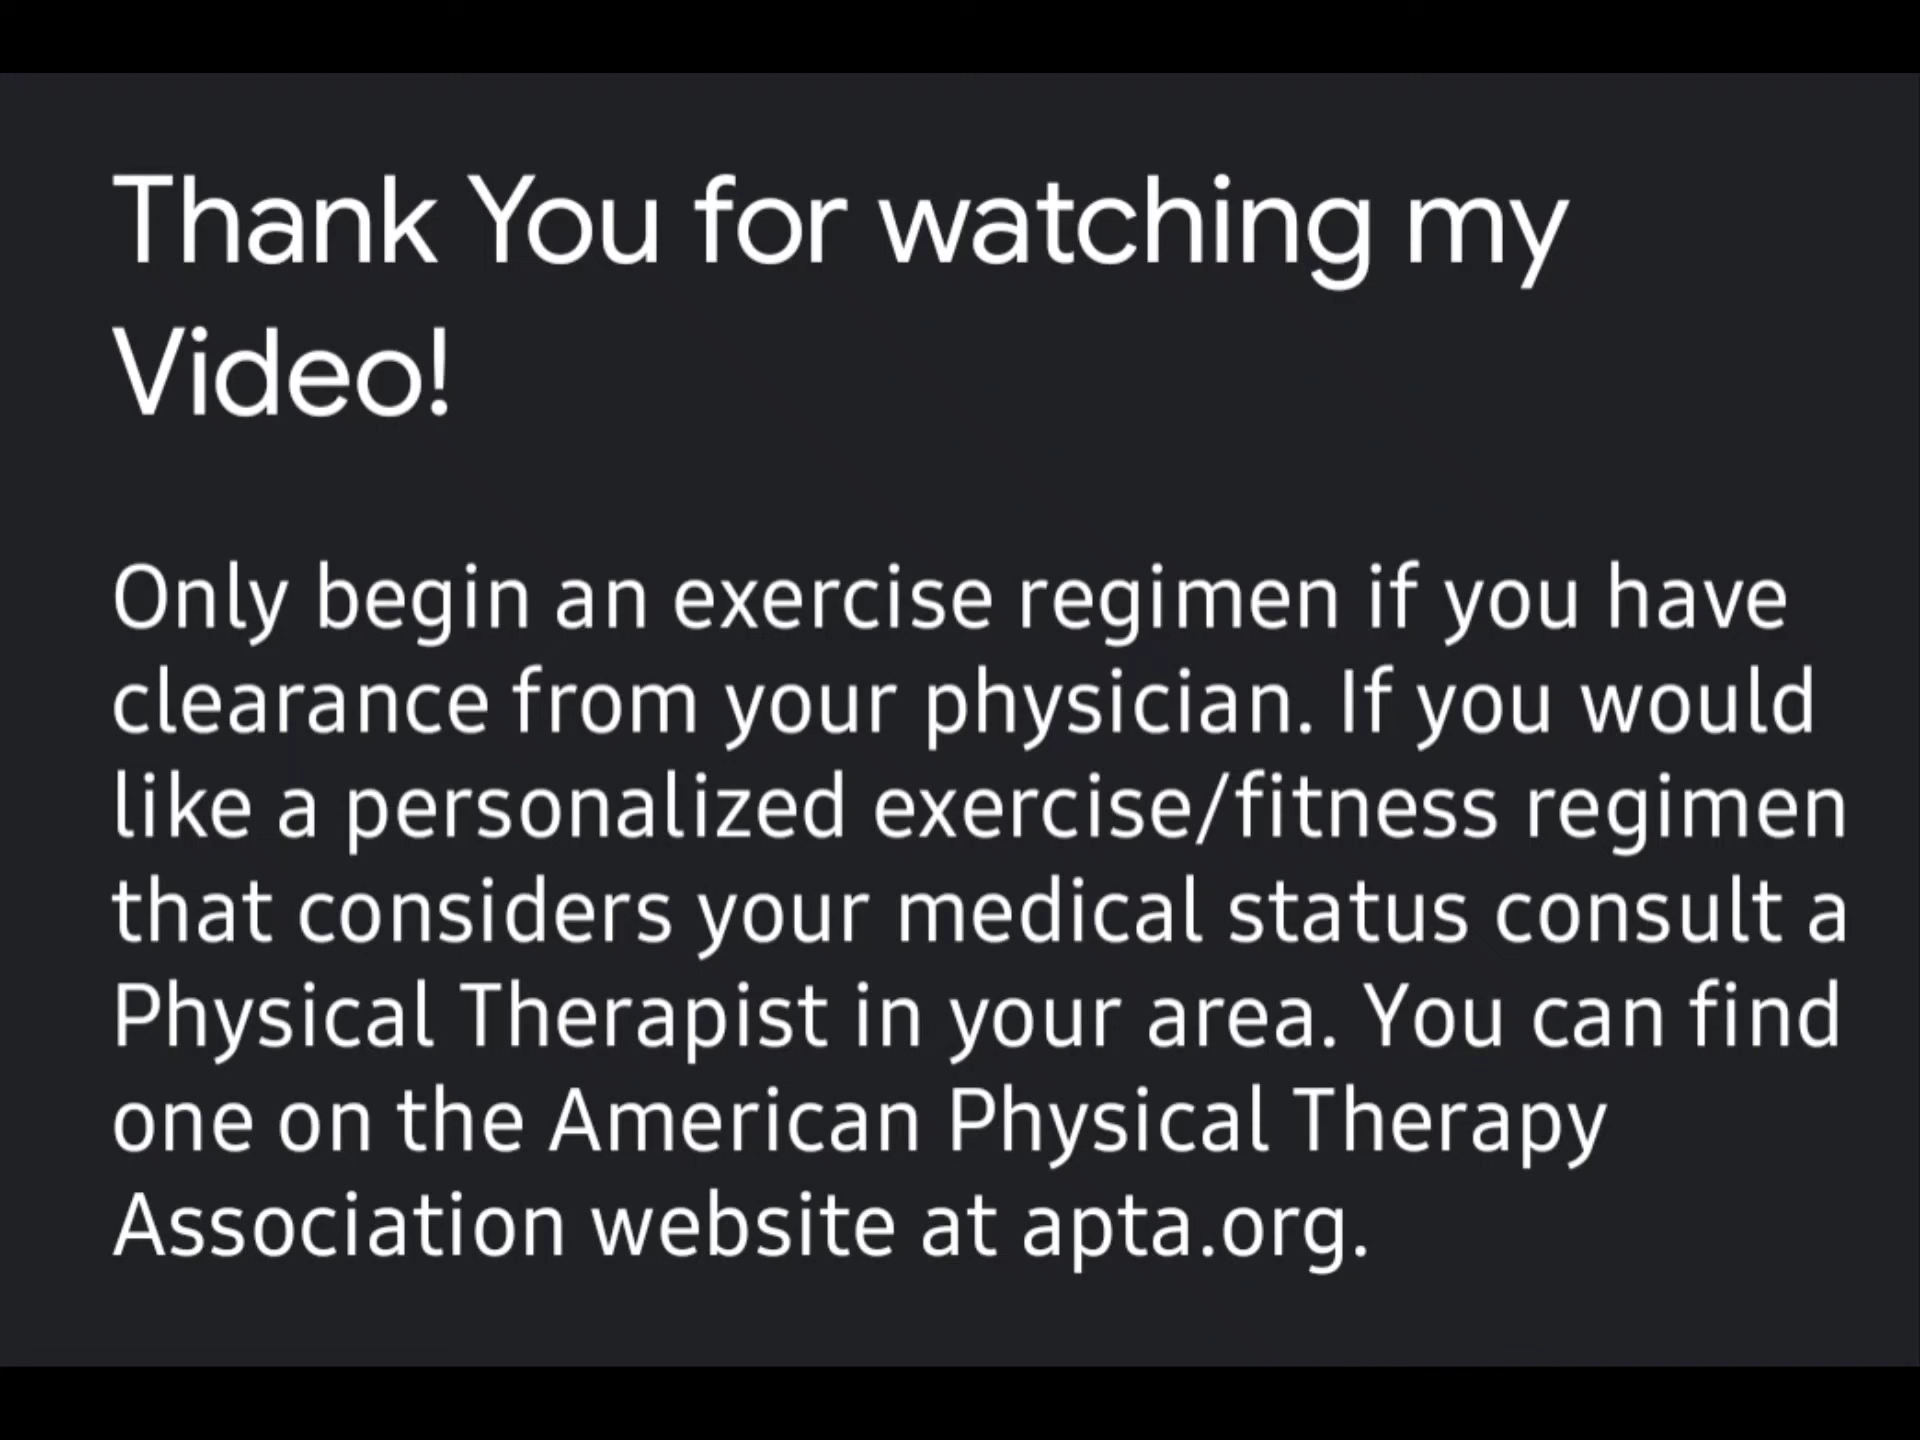 Thank You for watching my
Video!
Only begin an exercise regimen if you have
clearance from your physician. If you would
like a personalized exercise/fitness regimen
that considers your medical status consult a
Physical Therapist in your area. You can find
one on the American Physical Therapy
Association website at apta.org.